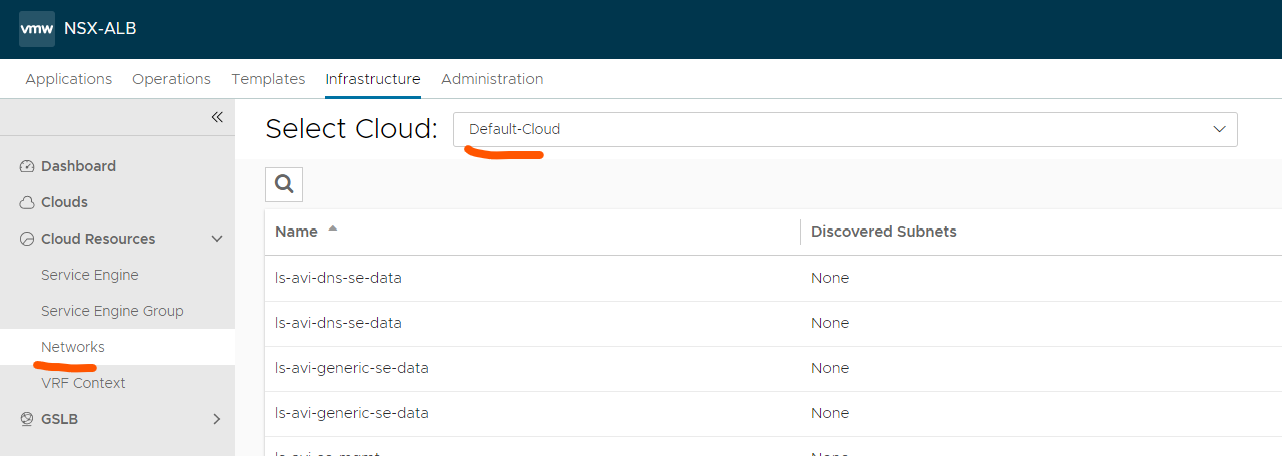 vmw NSX-ALB
Applications Operations Templates Infrastructure Administration
Select Cloud: Default-Cloud
Dashboard
Clouds
Cloud Resources
Service Engine
Service Engine Group
Networks
VRF Context
GSLB
Name Discovered Subnets
ls-avi-dns-se-data None
ls-avi-dns-se-data None
ls-avi-generic-se-data None
ls-avi-generic-se-data None